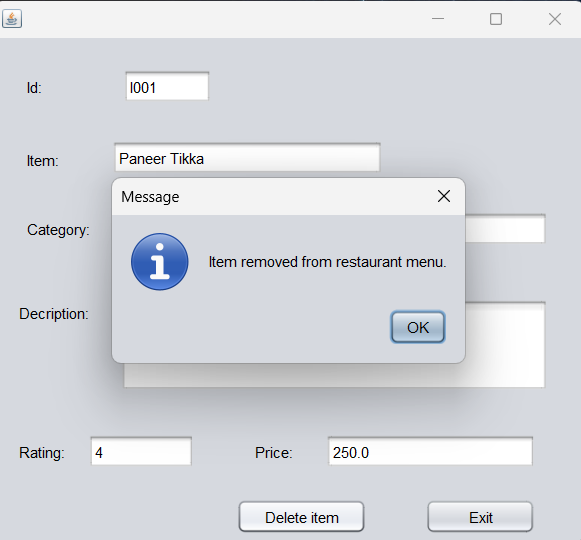 Id:
I001
Item:
Paneer Tikka
Message
Category:
Item removed from restaurant menu.
Decription:
OK
Rating:
4
Price:
250.0
Delete item
Exit